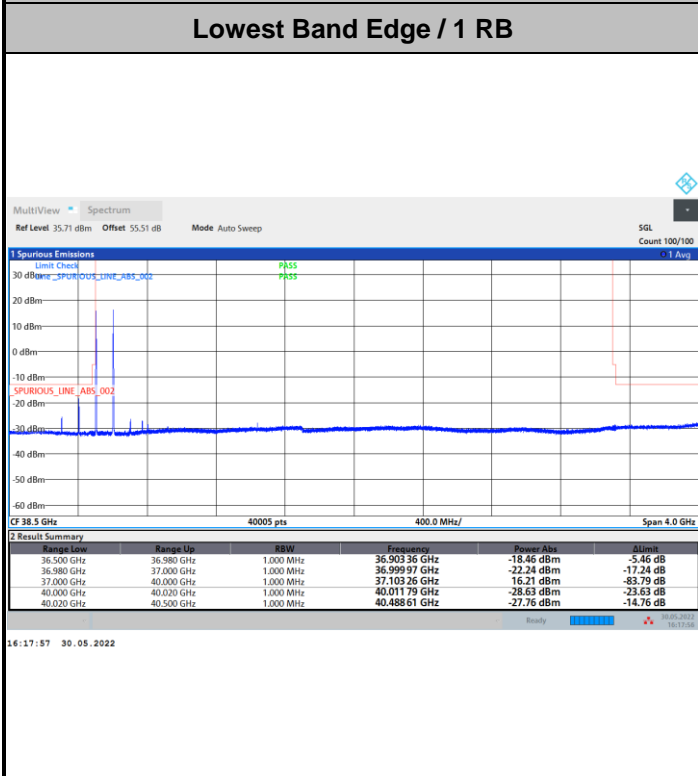 Lowest Band Edge / 1 RB
MultiView Spectrum
Ref Level 35.71 dBm Offset 55.51 dB Mode Auto Sweep SGL
Count 100/100
1 Spurious Emissions 1 Avg
Limit Check PASS
30 dBm Line _SPURIOUS_LINE_ABS_002 PASS
20 dBm
10 dBm
0 dBm
-10 dBm
_SPURIOUS_LINE_ABS_002
-20 dBm
-30 dBm
-40 dBm
-50 dBm
-60 dBm
CF 38.5 GHz 40005 pts 400.0 MHz/ Span 4.0 GHz
2 Result Summary
Range Low Range Up RBW Frequency Power Abs ΔLimit
36.500 GHz 36.980 GHz 1.000 MHz 36.903 36 GHz -18.46 dBm -5.46 dB
36.980 GHz 37.000 GHz 1.000 MHz 36.999 97 GHz -22.24 dBm -17.24 dB
37.000 GHz 40.000 GHz 1.000 MHz 37.103 26 GHz 16.21 dBm -83.79 dB
40.000 GHz 40.020 GHz 1.000 MHz 40.011 79 GHz -28.63 dBm -23.63 dB
40.020 GHz 40.500 GHz 1.000 MHz 40.488 61 GHz -27.76 dBm -14.76 dB
Ready 30.05.2022
16:17:56
16:17:57 30.05.2022